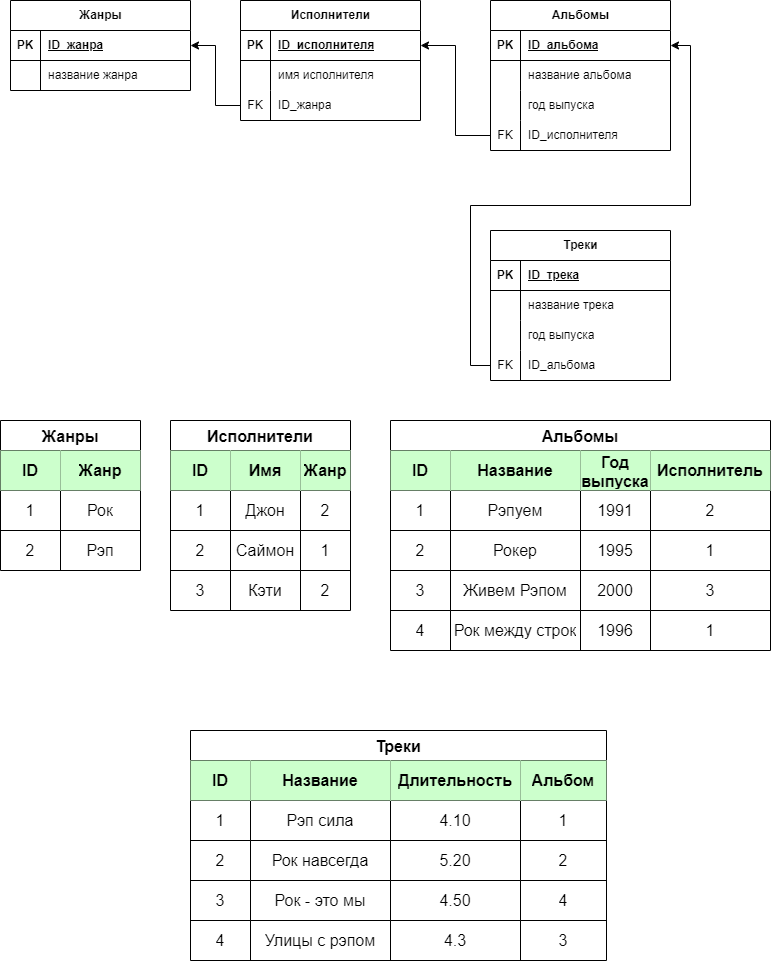 Жанры
PK ID_жанра
название жанра
Исполнители
PK ID_исполнителя
имя исполнителя
FK ID_жанра
Альбомы
PK ID_альбома
название альбома
год выпуска
FK ID_исполнителя
Треки
PK ID_трека
название трека
год выпуска
FK ID_альбома
Жанры
ID Жанр
1 Рок
2 Рэп
Исполнители
ID Имя Жанр
1 Джон 2
2 Саймон 1
3 Кэти 2
Альбомы
ID Название Год выпуска Исполнитель
1 Рэпуем 1991 2
2 Рокер 1995 1
3 Живем Рэпом 2000 3
4 Рок между строк 1996 1
Треки
ID Название Длительность Альбом
1 Рэп сила 4.10 1
2 Рок навсегда 5.20 2
3 Рок - это мы 4.50 4
4 Улицы с рэпом 4.3 3